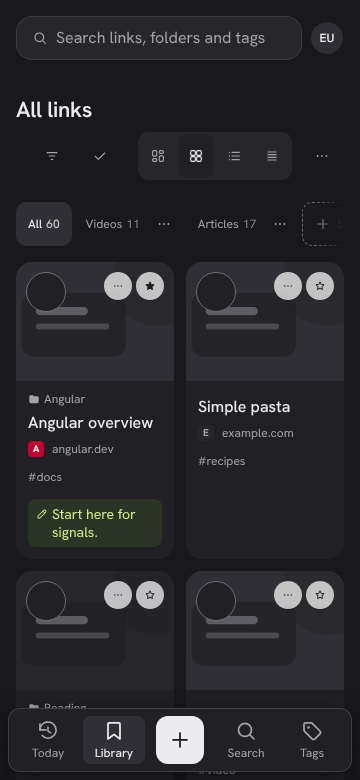 Search links, folders and tags
EU
All links
All 60
Videos 11
Articles 17
Angular
Angular overview
A angular.dev
#docs
Start here for
signals.
Simple pasta
E example.com
#recipes
Reading
Today
Library
Search
Tags